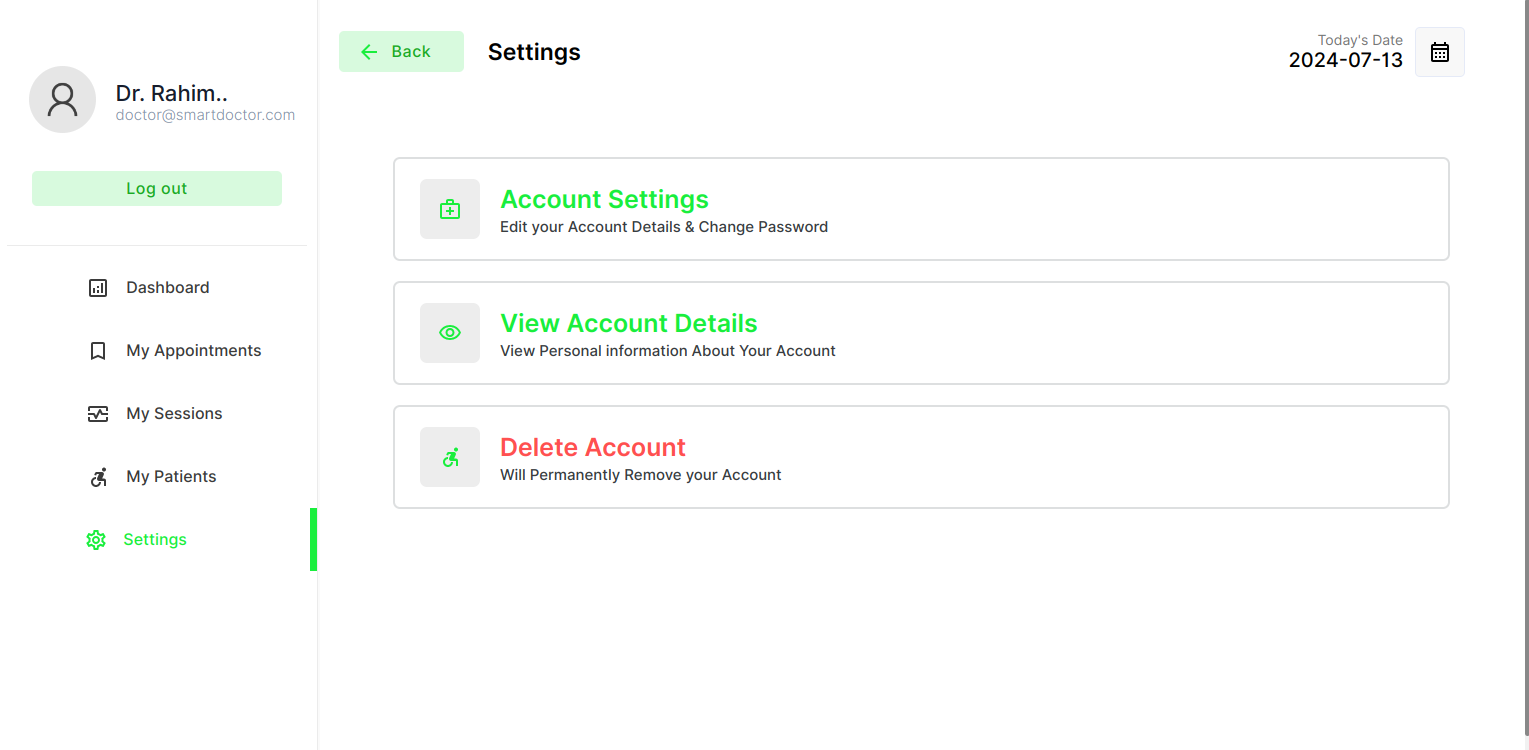 Dr. Rahim..
doctor@smartdoctor.com
Log out
Dashboard
My Appointments
My Sessions
My Patients
Settings
Back
Settings
Today's Date
2024-07-13
Account Settings
Edit your Account Details & Change Password
View Account Details
View Personal information About Your Account
Delete Account
Will Permanently Remove your Account